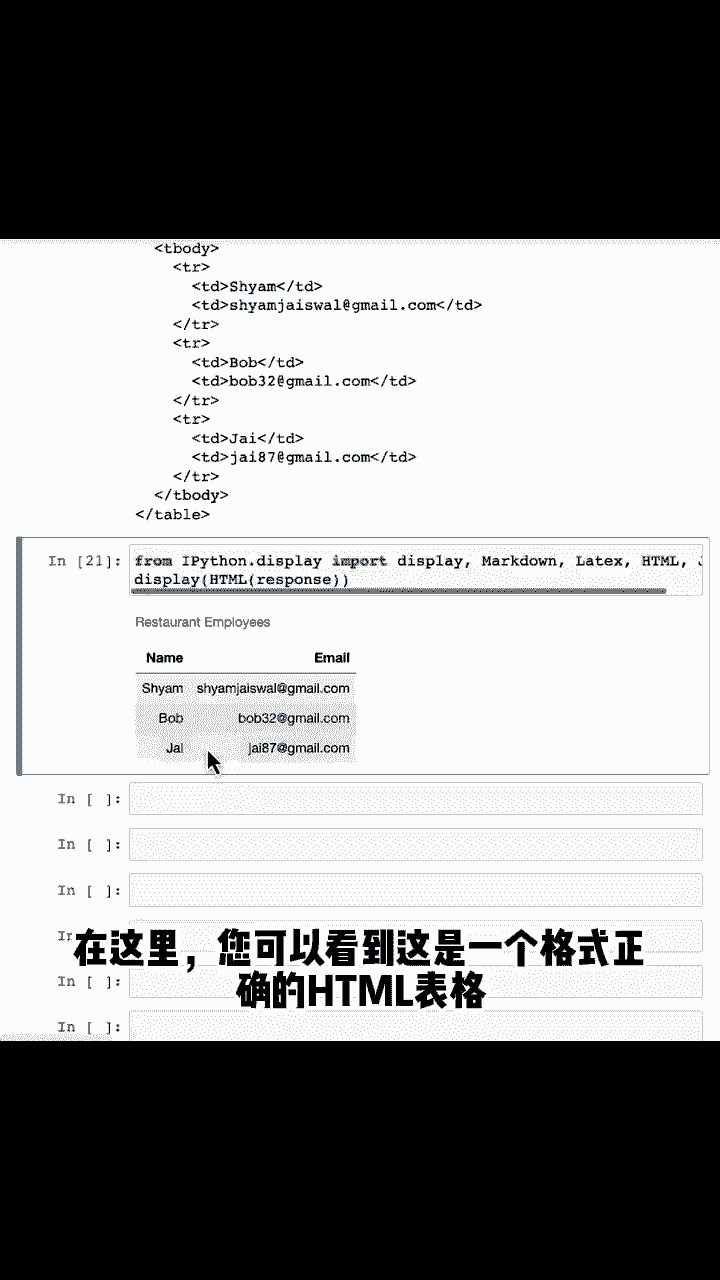 <tbody>
<tr>
<td>Shyam</td>
<td>shyamjaiswal@gmail.com</td>
</tr>
<tr>
<td>Bob</td>
<td>bob32@gmail.com</td>
</tr>
<tr>
<td>Jai</td>
<td>jai87@gmail.com</td>
</tr>
</tbody>
</table>
In [21]: from IPython.display import display, Markdown, Latex, HTML, J
display(HTML(response))
Restaurant Employees
Name Email
Shyam shyamjaiswal@gmail.com
Bob bob32@gmail.com
Jai jai87@gmail.com
In [ ]:
In [ ]:
In [ ]:
In
在这里，您可以看到这是一个格式正
确的HTML表格
In [ ]:
In [ ]: